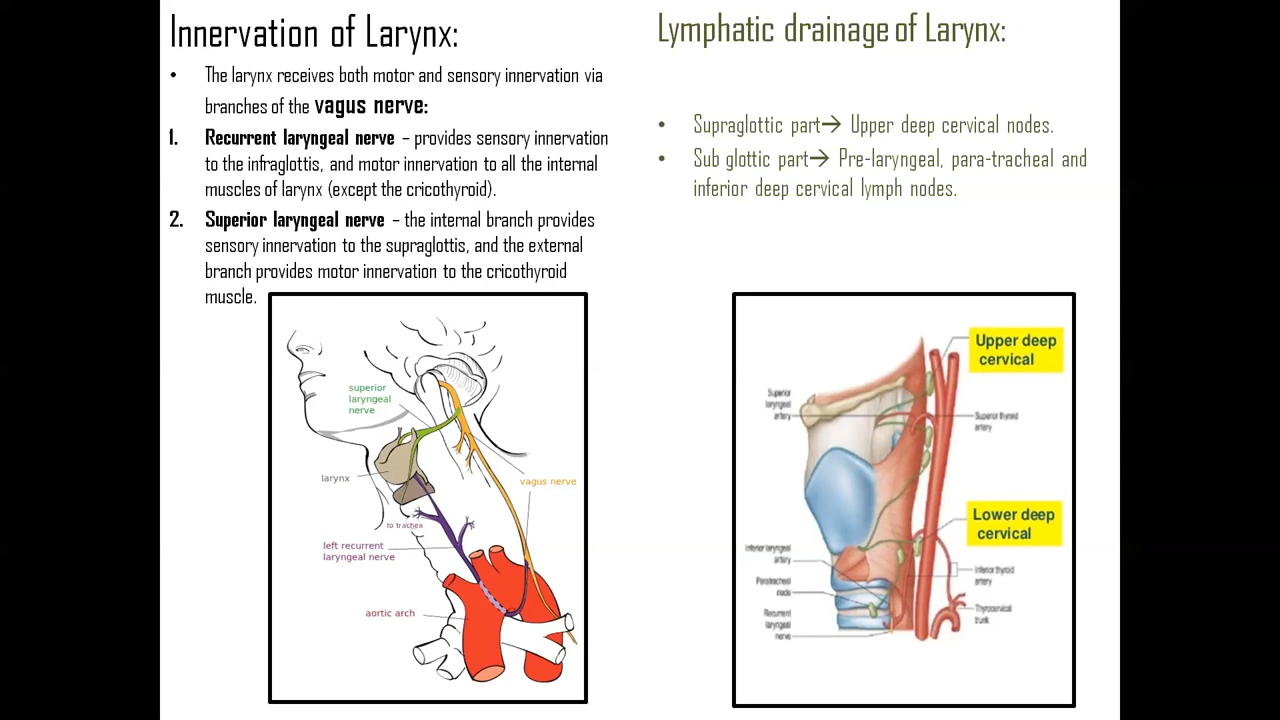 Innervation of Larynx:
• The larynx receives both motor and sensory innervation via
branches of the vagus nerve:
1. Recurrent laryngeal nerve – provides sensory innervation
to the infraglottis, and motor innervation to all the internal
muscles of larynx (except the cricothyroid).
2. Superior laryngeal nerve – the internal branch provides
sensory innervation to the supraglottis, and the external
branch provides motor innervation to the cricothyroid
muscle.
superior
laryngeal
nerve
larynx
vagus nerve
to trachea
left recurrent
laryngeal nerve
aortic arch
Lymphatic drainage of Larynx:
• Supraglottic part→ Upper deep cervical nodes.
• Sub glottic part→ Pre-laryngeal, para-tracheal and
inferior deep cervical lymph nodes.
Upper deep
cervical
Superior
laryngeal
artery
Superior thyroid
artery
Lower deep
cervical
Inferior laryngeal
artery
Inferior thyroid
artery
Paratracheal
node
Thyrocervical
trunk
Recurrent
laryngeal
nerve